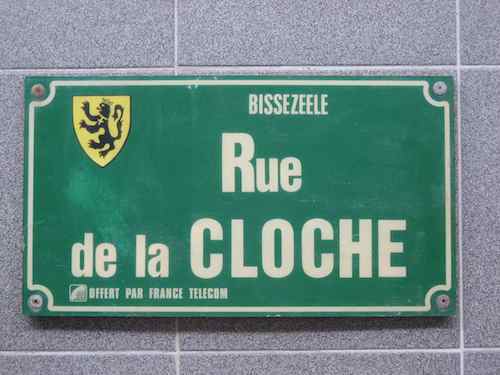 BISSEZEELE
Rue
de la CLOCHE
OFFERT PAR FRANCE TELECOM